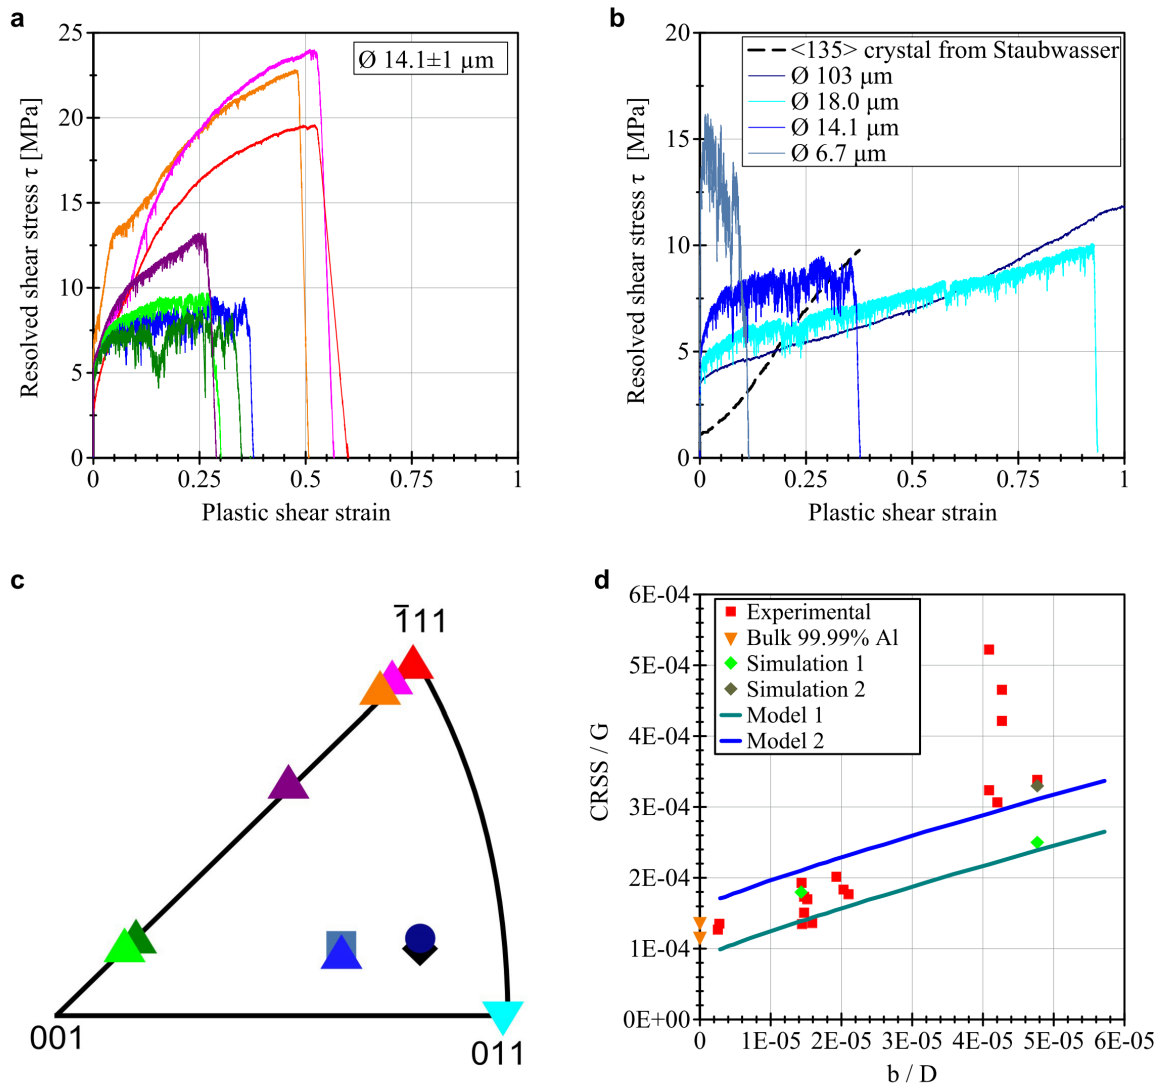 a
25
20
15
10
5
0
Resolved shear stress τ [MPa]
Ø 14.1±1 µm
0
0.25
0.5
0.75
1
Plastic shear strain
b
20
15
10
5
0
Resolved shear stress τ [MPa]
<135> crystal from Staubwasser
Ø 103 µm
Ø 18.0 µm
Ø 14.1 µm
Ø 6.7 µm
0
0.25
0.5
0.75
1
Plastic shear strain
c
1̅11
001
011
d
6E-04
5E-04
4E-04
3E-04
2E-04
1E-04
0E+00
CRSS / G
Experimental
Bulk 99.99% Al
Simulation 1
Simulation 2
Model 1
Model 2
0
1E-05
2E-05
3E-05
4E-05
5E-05
6E-05
b / D